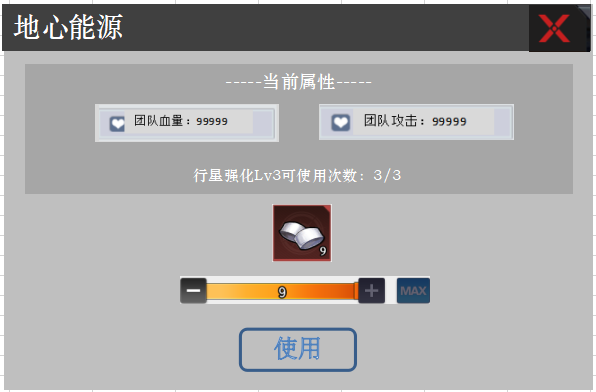 地心能源
-----当前属性-----
团队血量：99999
团队攻击：99999
行星强化Lv3可使用次数：3/3
9
9
MAX
使用